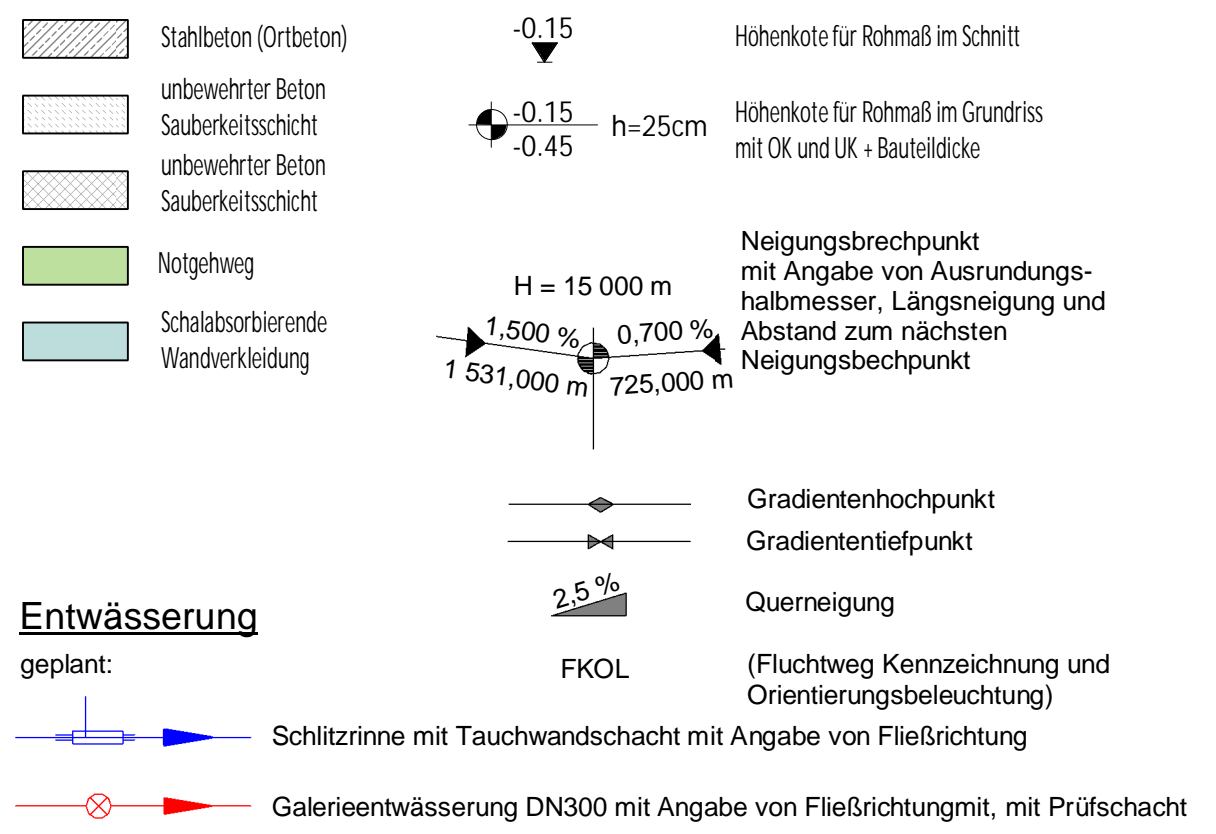 Stahlbeton (Ortbeton)
unbewehrter Beton
Sauberkeitsschicht
unbewehrter Beton
Sauberkeitsschicht
Notgehweg
Schalabsorbierende
Wandverkleidung
-0.15
Höhenkote für Rohmaß im Schnitt
-0.15
-0.45
h=25cm
Höhenkote für Rohmaß im Grundriss
mit OK und UK + Bauteildicke
H = 15 000 m
1,500 %
0,700 %
1 531,000 m
725,000 m
Neigungsbrechpunkt
mit Angabe von Ausrundungs-
halbmesser, Längsneigung und
Abstand zum nächsten
Neigungsbechpunkt
Gradientenhochpunkt
Gradiententiefpunkt
2,5 %
Querneigung
FKOL
(Fluchtweg Kennzeichnung und
Orientierungsbeleuchtung)
Entwässerung
geplant:
Schlitzrinne mit Tauchwandschacht mit Angabe von Fließrichtung
Galerieentwässerung DN300 mit Angabe von Fließrichtungmit, mit Prüfschacht